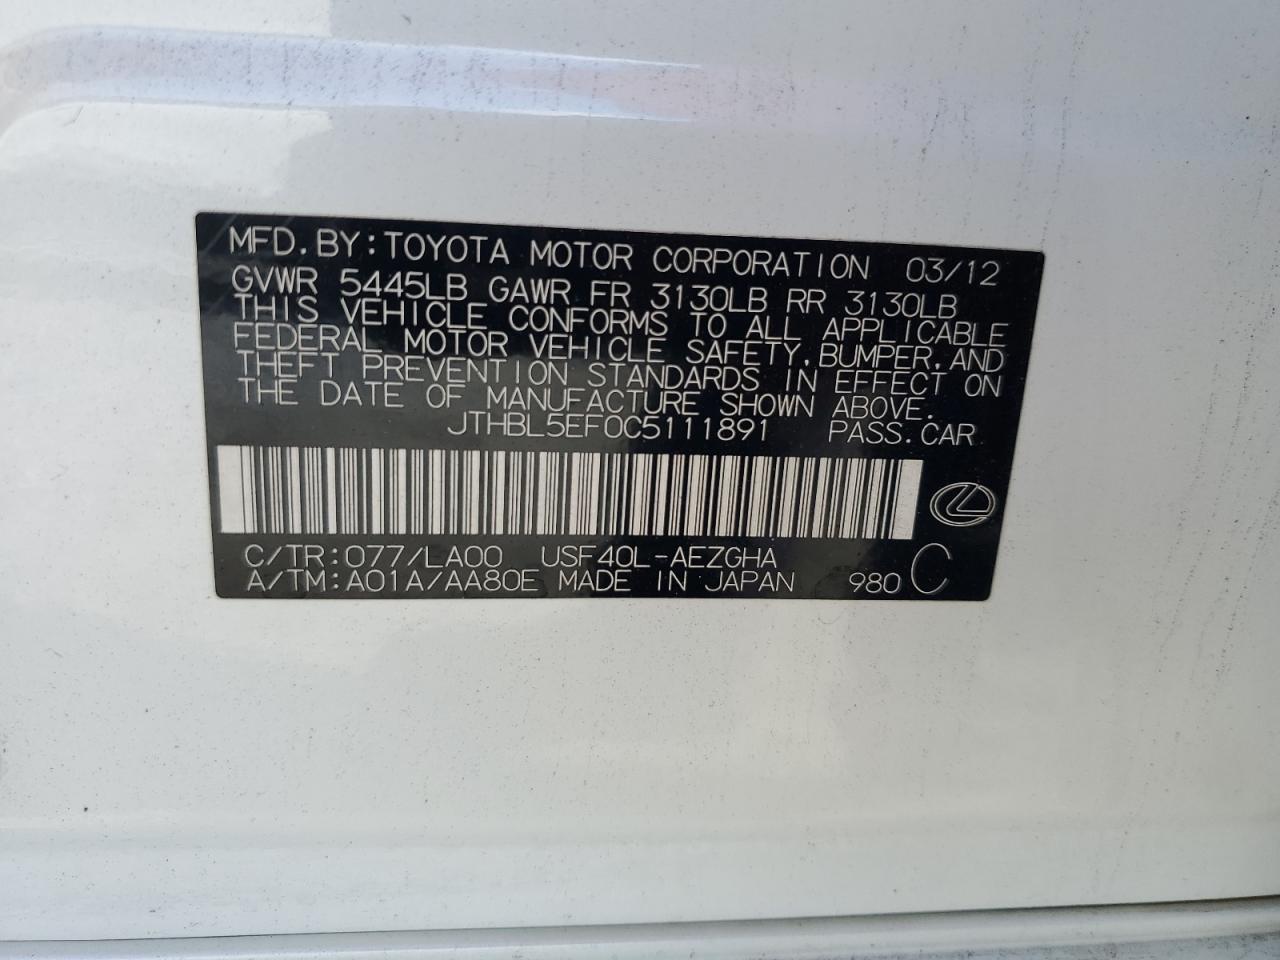 MFD. BY: TOYOTA MOTOR CORPORATION 03/12
GVWR 5445LB GAWR FR 3130LB RR 3130LB
THIS VEHICLE CONFORMS TO ALL APPLICABLE
FEDERAL MOTOR VEHICLE SAFETY, BUMPER, AND
THEFT PREVENTION STANDARDS IN EFFECT ON
THE DATE OF MANUFACTURE SHOWN ABOVE.
JTHBL5EF0C5111891 PASS. CAR
C/TR: 077/LA00 USF40L-AEZGHA
A/TM: A01A/AA80E MADE IN JAPAN 980 C